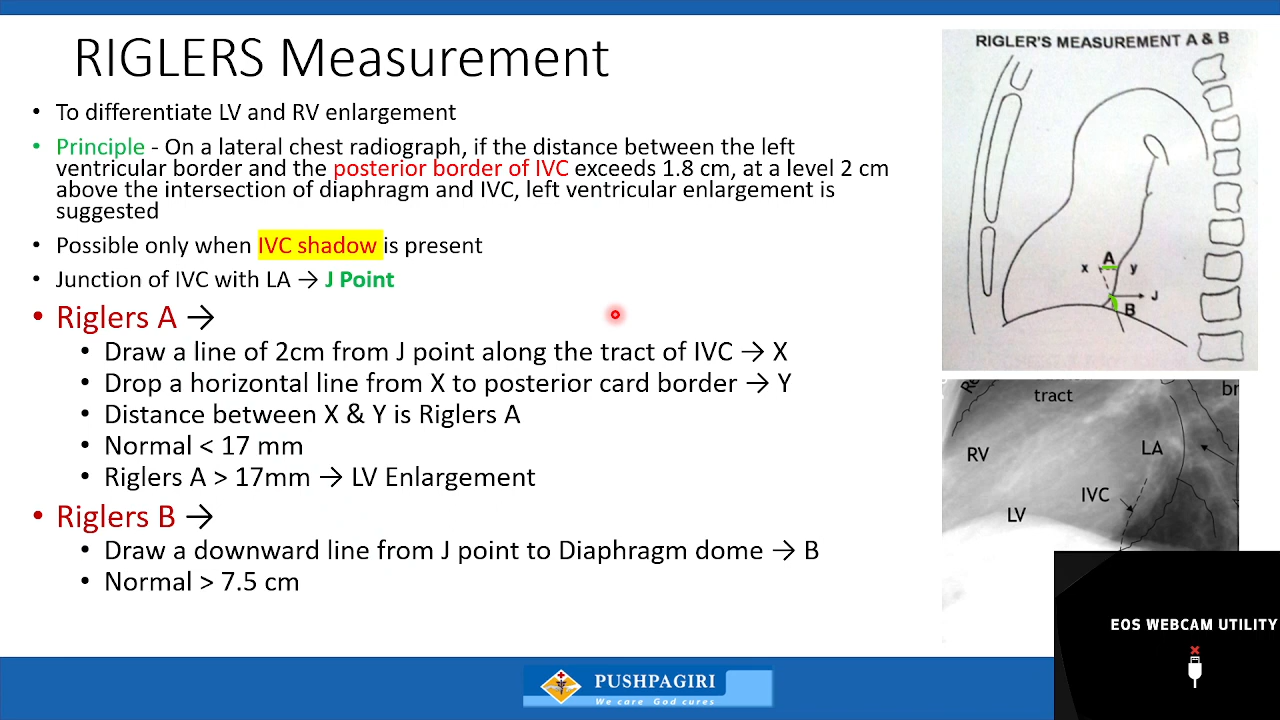 RIGLERS Measurement
• To differentiate LV and RV enlargement
• Principle - On a lateral chest radiograph, if the distance between the left
ventricular border and the posterior border of IVC exceeds 1.8 cm, at a level 2 cm
above the intersection of diaphragm and IVC, left ventricular enlargement is
suggested
• Possible only when IVC shadow is present
• Junction of IVC with LA → J Point
• Riglers A →
• Draw a line of 2cm from J point along the tract of IVC → X
• Drop a horizontal line from X to posterior card border → Y
• Distance between X & Y is Riglers A
• Normal < 17 mm
• Riglers A > 17mm → LV Enlargement
• Riglers B →
• Draw a downward line from J point to Diaphragm dome → B
• Normal > 7.5 cm
RIGLER'S MEASUREMENT A & B
A
x y
J
B
tract
br
RV
LA
IVC
LV
EOS WEBCAM UTILITY
PUSHPAGIRI
We care God cures